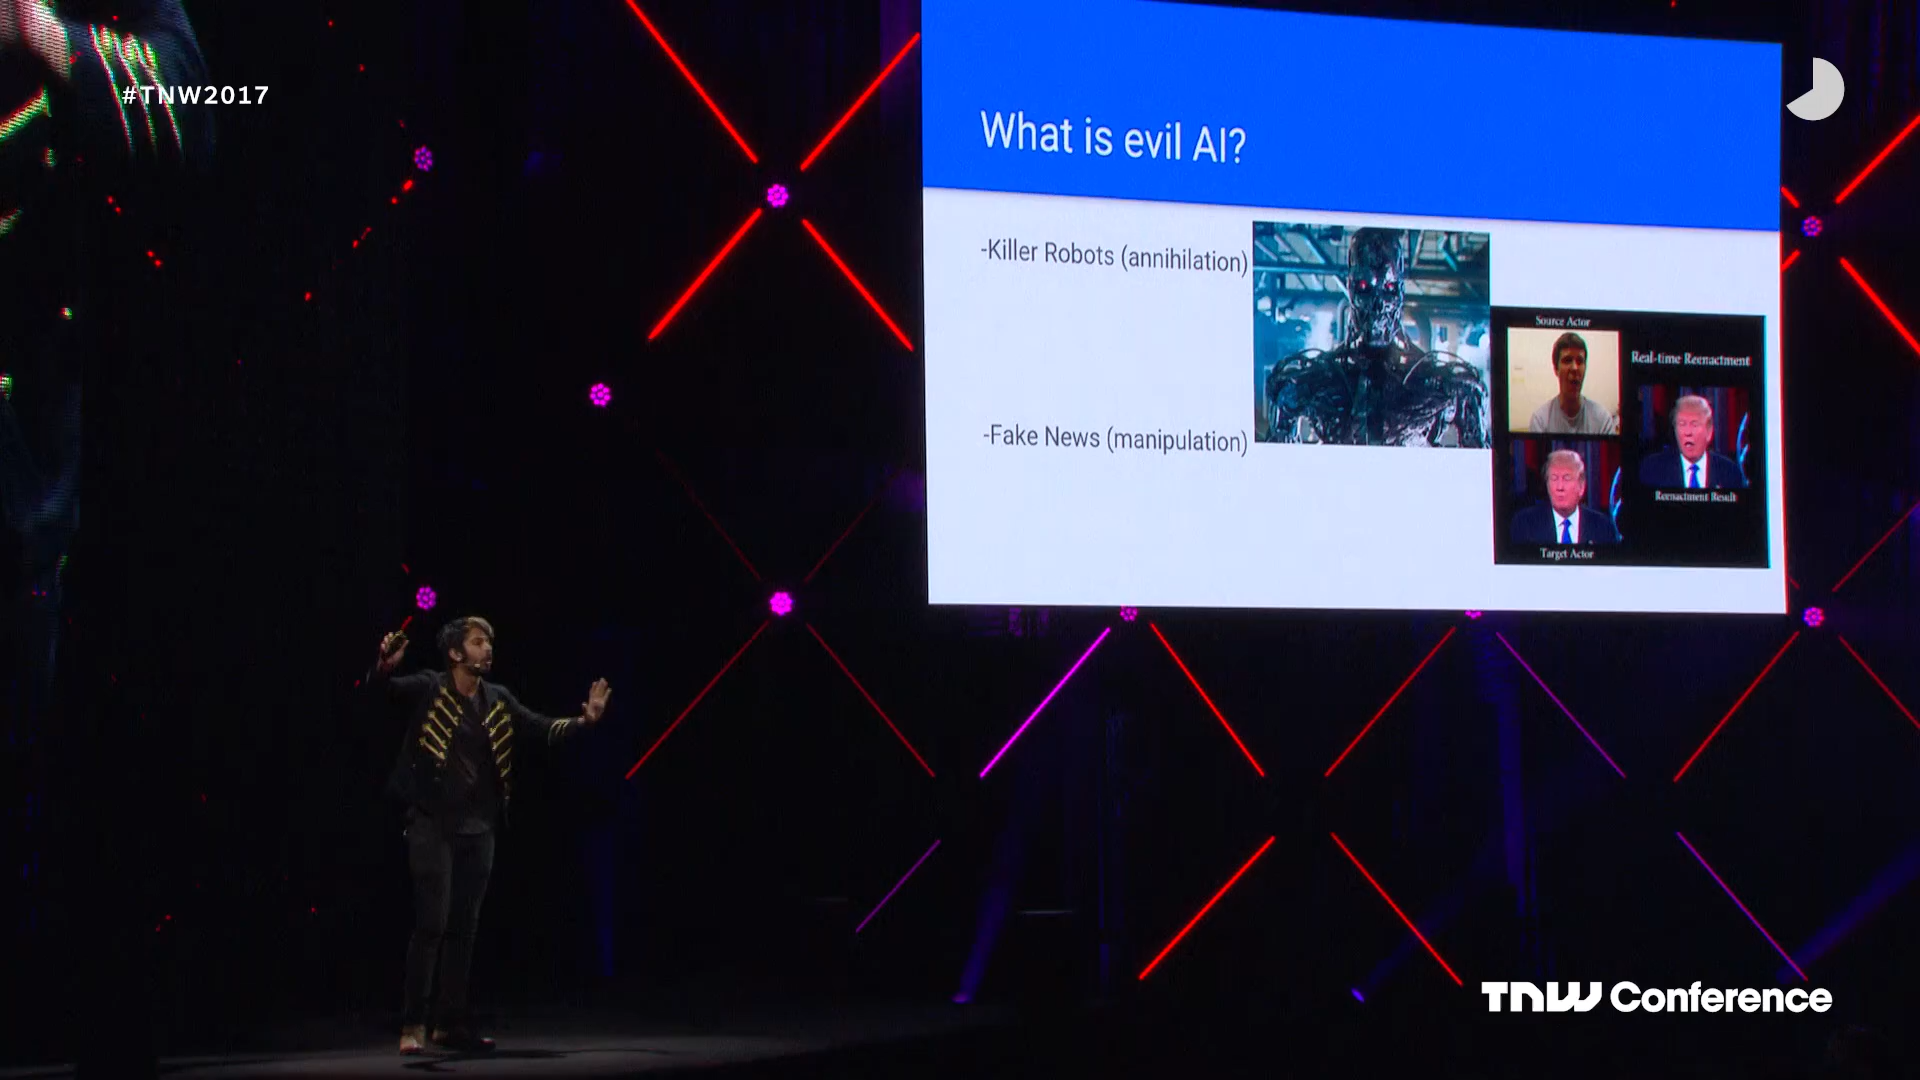 #TNW2017
What is evil AI?
-Killer Robots (annihilation)
-Fake News (manipulation)
Source Actor
Real-time Reenactment
Reenactment Result
Target Actor
TNW Conference